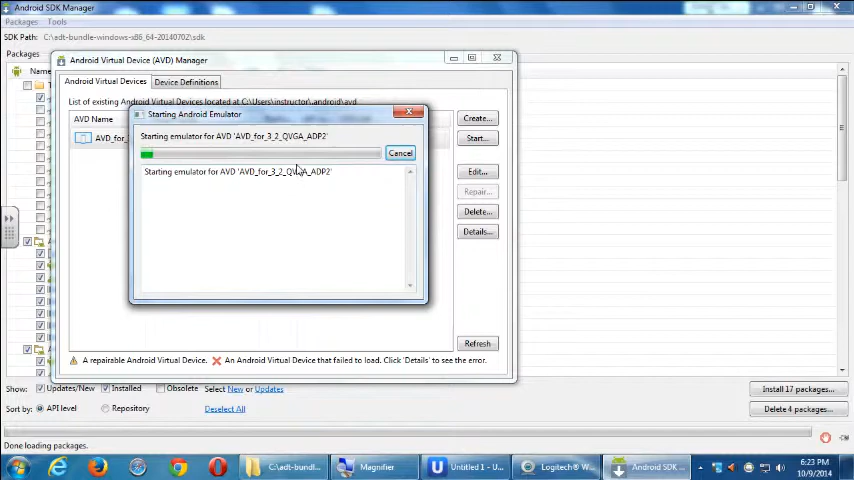 Android SDK Manager
Packages Tools
SDK Path: C:\adt-bundle-windows-x86_64-20140702\sdk
Packages
Android Virtual Device (AVD) Manager
Android Virtual Devices Device Definitions
List of existing Android Virtual Devices located at C:\Users\instructor\.android\avd
AVD Name
AVD_for_3
Starting Android Emulator
Starting emulator for AVD 'AVD_for_3_2_QVGA_ADP2'
Cancel
Starting emulator for AVD 'AVD_for_3_2_QVGA_ADP2'
Create...
Start...
Edit...
Repair...
Delete...
Details...
Refresh
A repairable Android Virtual Device. An Android Virtual Device that failed to load. Click 'Details' to see the error.
Show: Updates/New Installed Obsolete Select New or Updates
Install 17 packages...
Sort by: API level Repository Deselect All
Delete 4 packages...
Done loading packages.
C:\adt-bundl... Magnifier Untitled 1 - U... Logitech® W... Android SDK ...
6:23 PM
10/9/2014